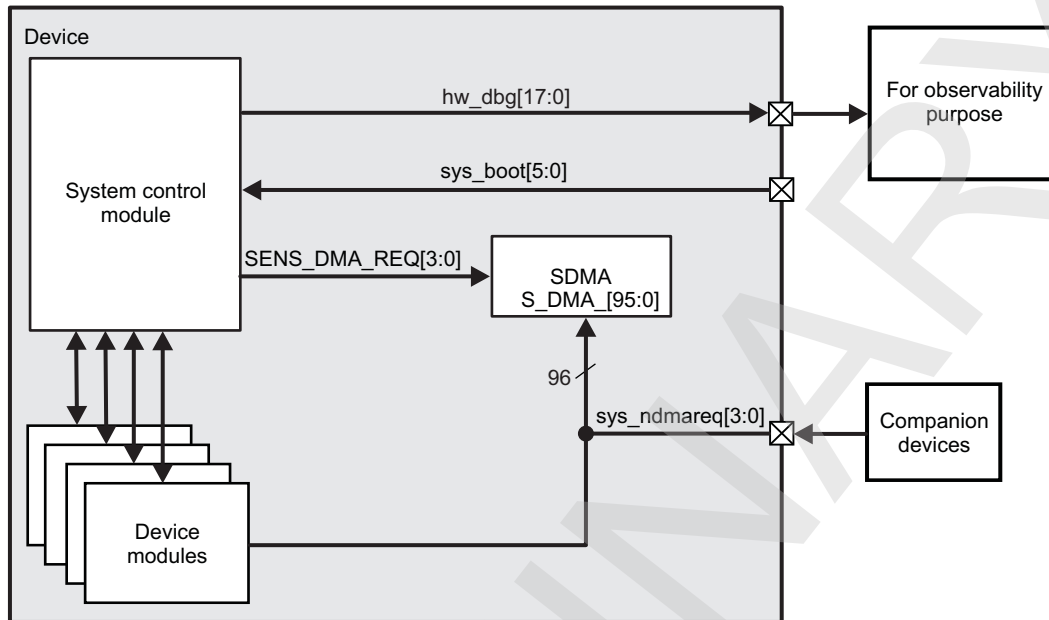 Device
For observability
purpose
hw_dbg[17:0]
System control
module
sys_boot[5:0]
SENS_DMA_REQ[3:0]
SDMA
S_DMA_[95:0]
96
sys_ndmareq[3:0]
Companion
devices
Device
modules